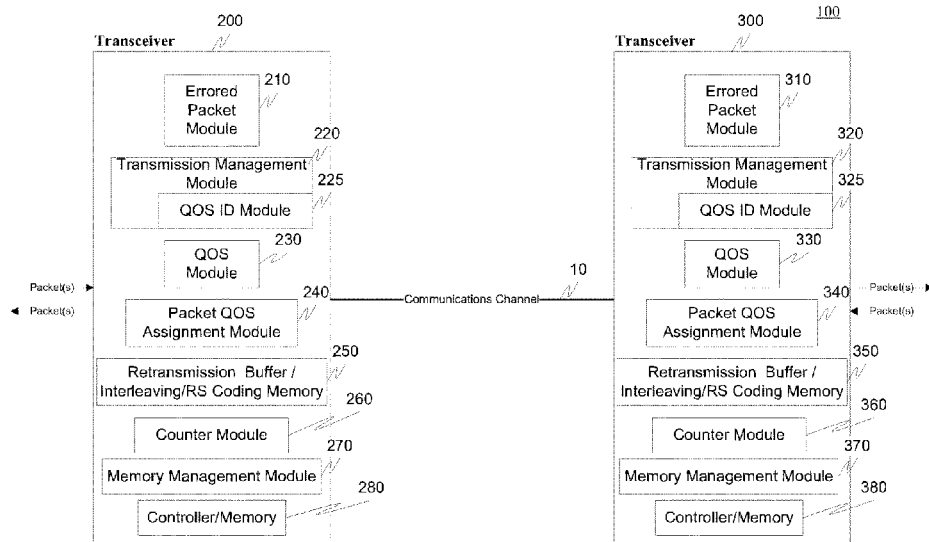 100
200
Transceiver
Errored
Packet
Module
210
220
Transmission Management
Module
225
QOS ID Module
230
QOS
Module
Packet(s)
Packet(s)
240
Packet QOS
Assignment Module
250
Retransmission Buffer /
Interleaving/RS Coding Memory
260
Counter Module
270
Memory Management Module
280
Controller/Memory
10
Communications Channel
300
Transceiver
Errored
Packet
Module
310
320
Transmission Management
Module
325
QOS ID Module
330
QOS
Module
Packet(s)
Packet(s)
340
Packet QOS
Assignment Module
350
Retransmission Buffer /
Interleaving/RS Coding Memory
360
Counter Module
370
Memory Management Module
380
Controller/Memory